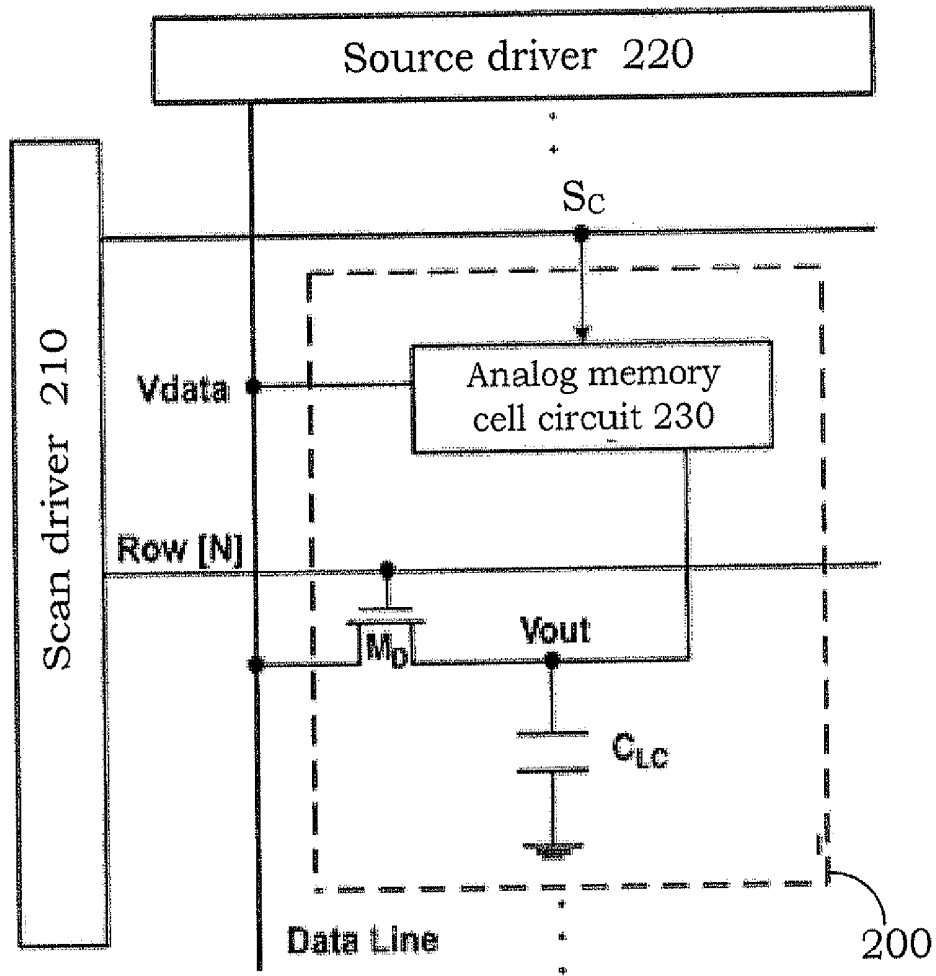 Source driver 220
Scan driver 210
SC
Vdata
Analog memory
cell circuit 230
Row [N]
MD
Vout
CLC
Data Line
200